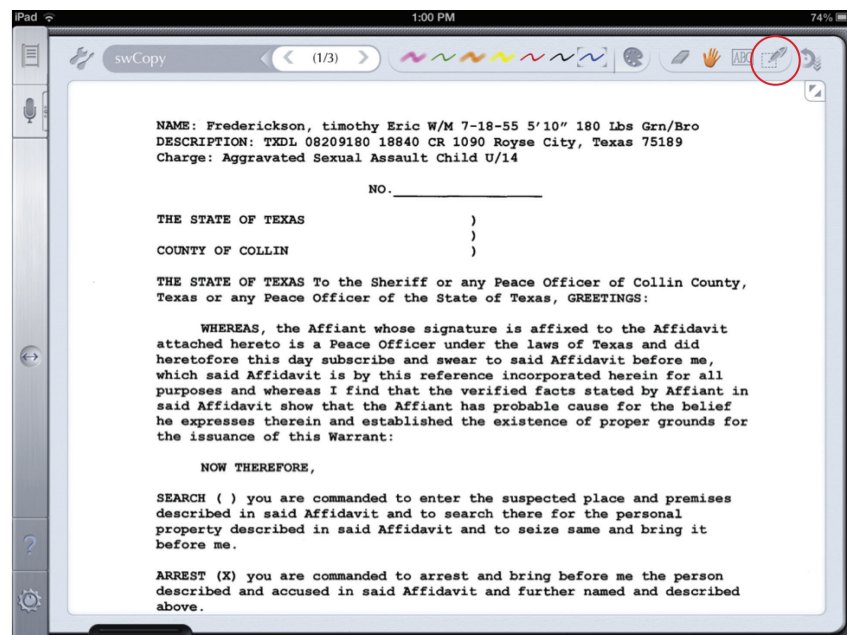 iPad 1:00 PM 74%
swCopy (1/3) ABC
NAME: Frederickson, timothy Eric W/M 7-18-55 5'10" 180 Lbs Grn/Bro
DESCRIPTION: TXDL 08209180 18840 CR 1090 Royse City, Texas 75189
Charge: Aggravated Sexual Assault Child U/14
NO.
THE STATE OF TEXAS )
)
COUNTY OF COLLIN )
THE STATE OF TEXAS To the Sheriff or any Peace Officer of Collin County,
Texas or any Peace Officer of the State of Texas, GREETINGS:
WHEREAS, the Affiant whose signature is affixed to the Affidavit
attached hereto is a Peace Officer under the laws of Texas and did
heretofore this day subscribe and swear to said Affidavit before me,
which said Affidavit is by this reference incorporated herein for all
purposes and whereas I find that the verified facts stated by Affiant in
said Affidavit show that the Affiant has probable cause for the belief
he expresses therein and established the existence of proper grounds for
the issuance of this Warrant:
NOW THEREFORE,
SEARCH ( ) you are commanded to enter the suspected place and premises
described in said Affidavit and to search there for the personal
property described in said Affidavit and to seize same and bring it
before me.
ARREST (X) you are commanded to arrest and bring before me the person
described and accused in said Affidavit and further named and described
above.